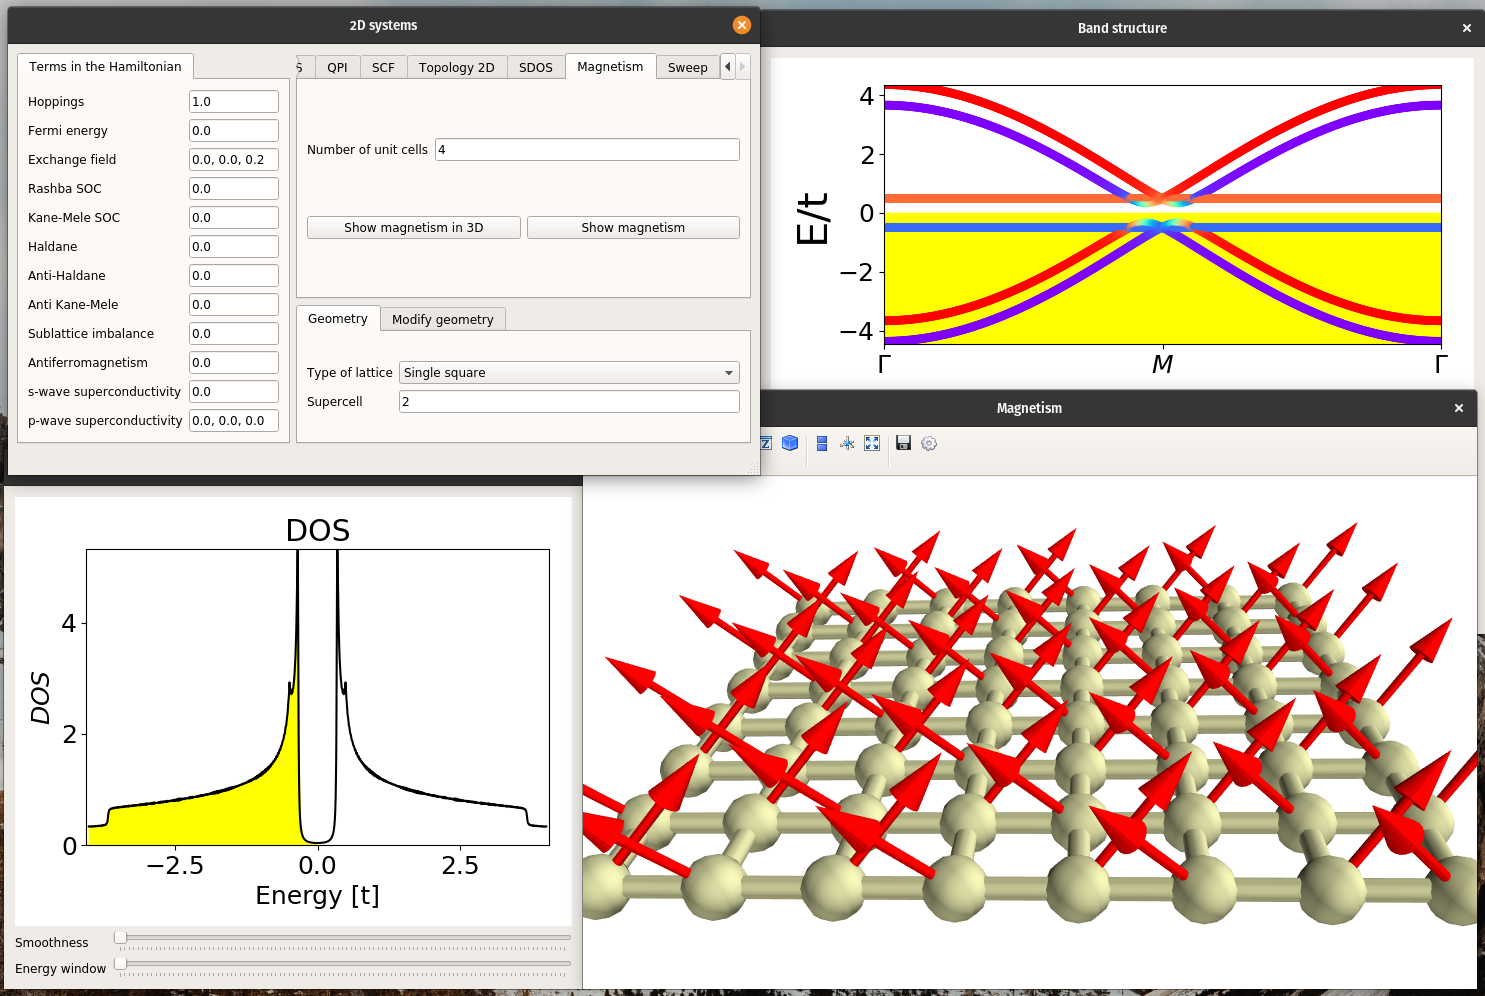 2D systems
Terms in the Hamiltonian
Hoppings 1.0
Fermi energy 0.0
Exchange field 0.0, 0.0, 0.2
Rashba SOC 0.0
Kane-Mele SOC 0.0
Haldane 0.0
Anti-Haldane 0.0
Anti Kane-Mele 0.0
Sublattice imbalance 0.0
Antiferromagnetism 0.0
s-wave superconductivity 0.0
p-wave superconductivity 0.0, 0.0, 0.0
QPI SCF Topology 2D SDOS Magnetism Sweep
Number of unit cells 4
Show magnetism in 3D Show magnetism
Geometry Modify geometry
Type of lattice Single square
Supercell 2
Band structure
E/t
4
2
0
−2
−4
Γ M Γ
Magnetism
DOS
DOS
4
2
0
−2.5 0.0 2.5
Energy [t]
Smoothness
Energy window